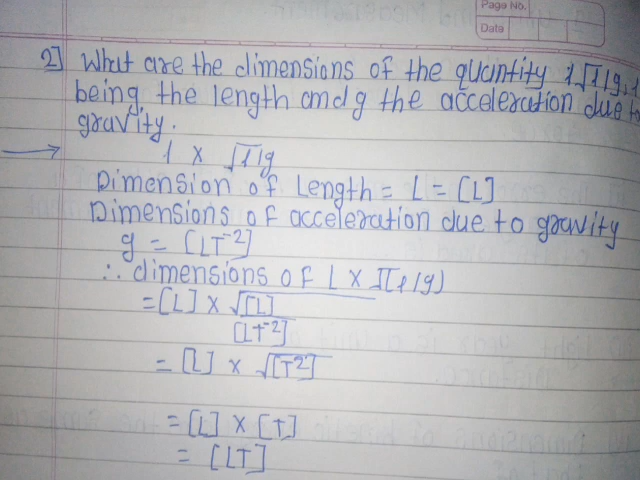 Page No.
Date
2] What are the dimensions of the quantity l√l/g, l
being the length and g the acceleration due to
gravity.
→ l × √l/g
Dimension of Length = L = [L]
Dimensions of acceleration due to gravity
g = [LT⁻²]
∴ dimensions of L × √(l/g)
= [L] × √[L]
[LT⁻²]
= [L] × √[T²]
= [L] × [T]
= [LT]